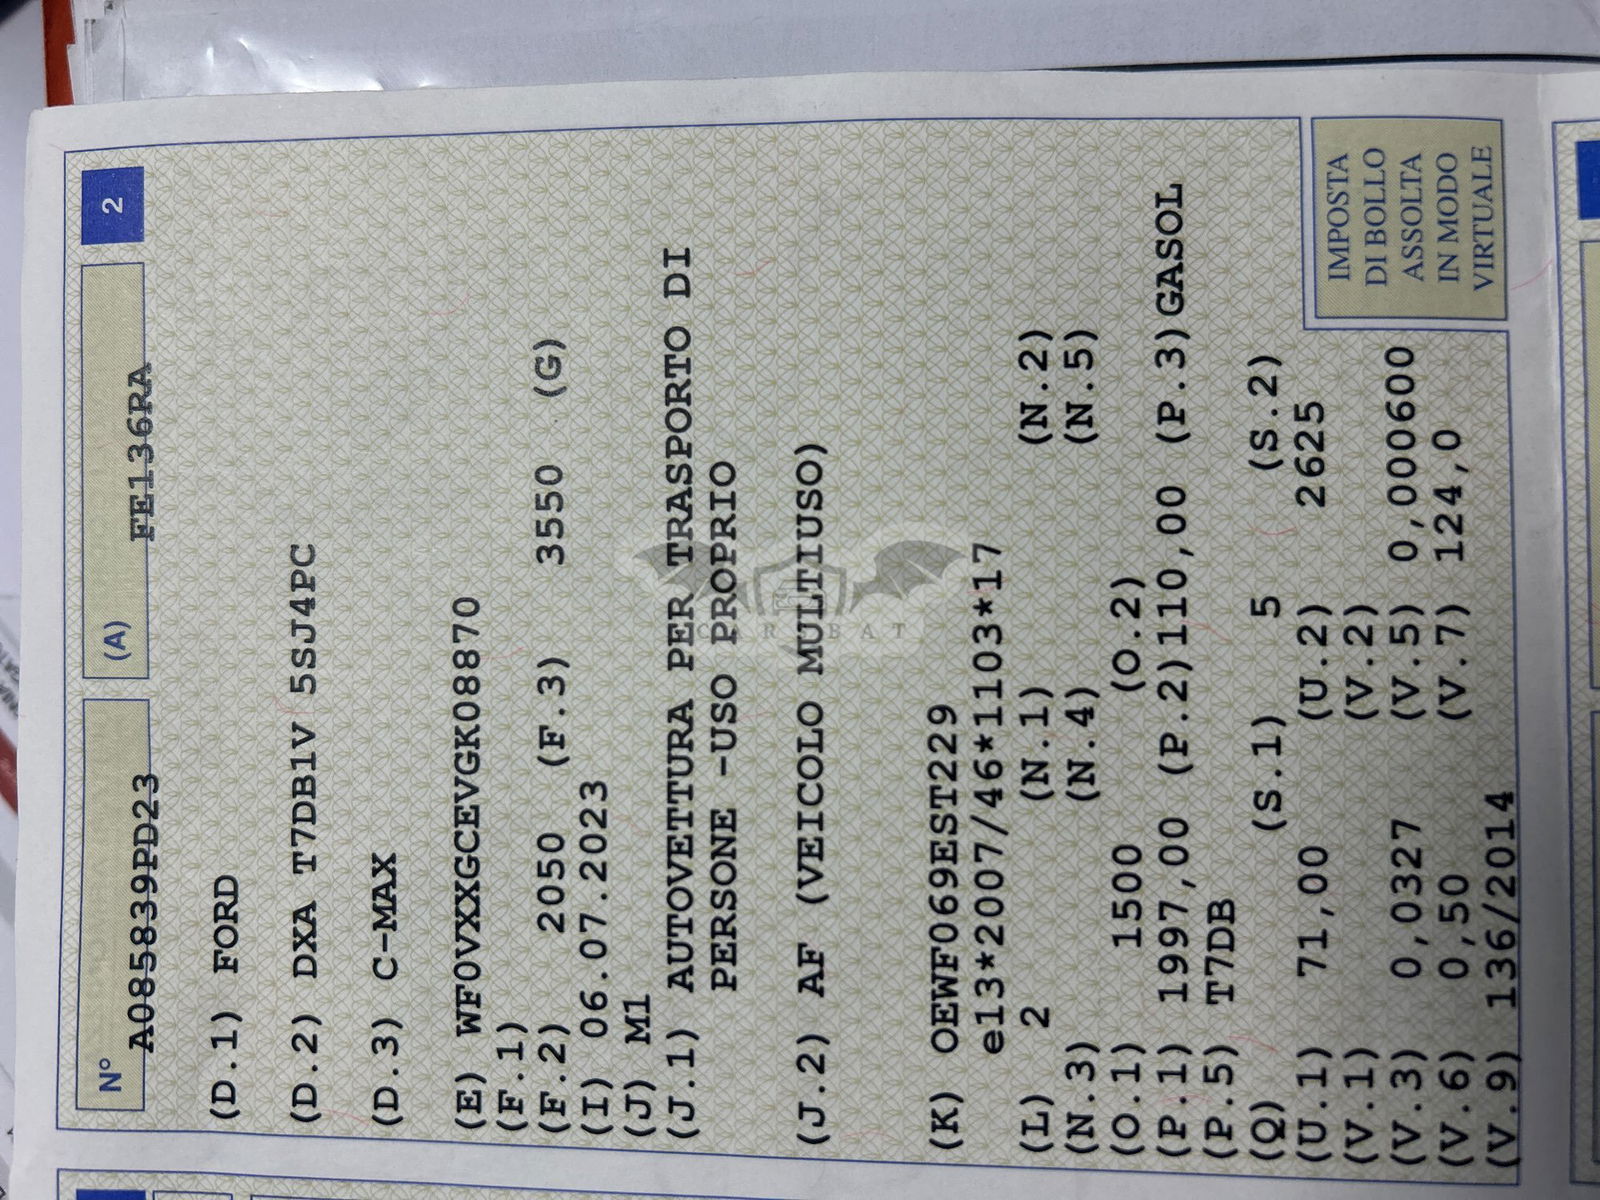 N° (A) 2
A085839PD23 FE136RA
(D.1) FORD
(D.2) DXA T7DB1V 5SJ4PC
(D.3) C-MAX
(E) WF0VXXGCEVGK08870
(F.1)
(F.2) 2050 (F.3) 3550 (G)
(I) 06.07.2023
(J) M1
(J.1) AUTOVETTURA PER TRASPORTO DI
PERSONE -USO PROPRIO
(J.2) AF (VEICOLO MULTIUSO)
(K) OEWF069EST229
e13*2007/46*1103*17
(L) 2 (N.1) (N.2)
(N.3) (N.4) (N.5)
(O.1) 1500 (O.2)
(P.1) 1997,00 (P.2)110,00 (P.3)GASOL
(P.5) T7DB
(Q) (S.1) 5 (S.2)
(U.1) 71,00 (U.2) 2625
(V.1) (V.2)
(V.3) 0,0327 (V.5) 0,000600
(V.6) 0,50 (V.7) 124,0
(V.9) 136/2014
IMPOSTA
DI BOLLO
ASSOLTA
IN MODO
VIRTUALE
CARBAT